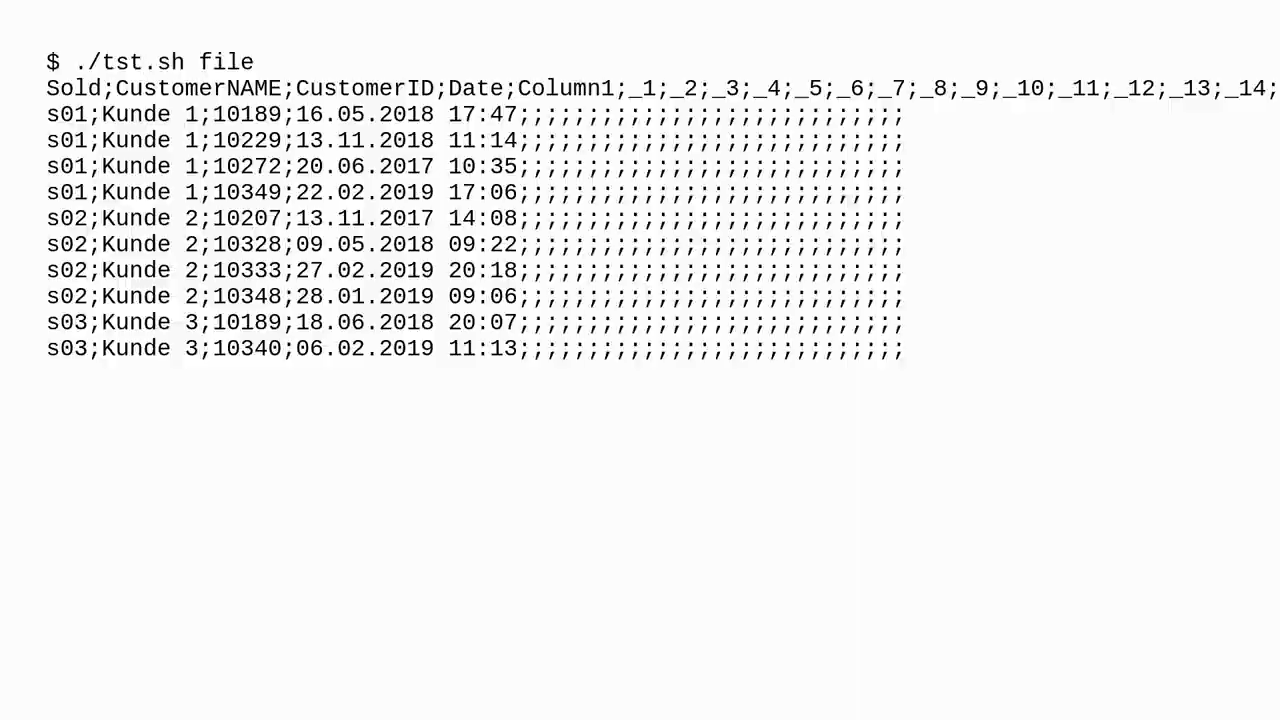 $ ./tst.sh file
Sold;CustomerNAME;CustomerID;Date;Column1;_1;_2;_3;_4;_5;_6;_7;_8;_9;_10;_11;_12;_13;_14;
s01;Kunde 1;10189;16.05.2018 17:47;;;;;;;;;;;;;;;;;;;;;;;;;;;;
s01;Kunde 1;10229;13.11.2018 11:14;;;;;;;;;;;;;;;;;;;;;;;;;;;;
s01;Kunde 1;10272;20.06.2017 10:35;;;;;;;;;;;;;;;;;;;;;;;;;;;;
s01;Kunde 1;10349;22.02.2019 17:06;;;;;;;;;;;;;;;;;;;;;;;;;;;;
s02;Kunde 2;10207;13.11.2017 14:08;;;;;;;;;;;;;;;;;;;;;;;;;;;;
s02;Kunde 2;10328;09.05.2018 09:22;;;;;;;;;;;;;;;;;;;;;;;;;;;;
s02;Kunde 2;10333;27.02.2019 20:18;;;;;;;;;;;;;;;;;;;;;;;;;;;;
s02;Kunde 2;10348;28.01.2019 09:06;;;;;;;;;;;;;;;;;;;;;;;;;;;;
s03;Kunde 3;10189;18.06.2018 20:07;;;;;;;;;;;;;;;;;;;;;;;;;;;;
s03;Kunde 3;10340;06.02.2019 11:13;;;;;;;;;;;;;;;;;;;;;;;;;;;;